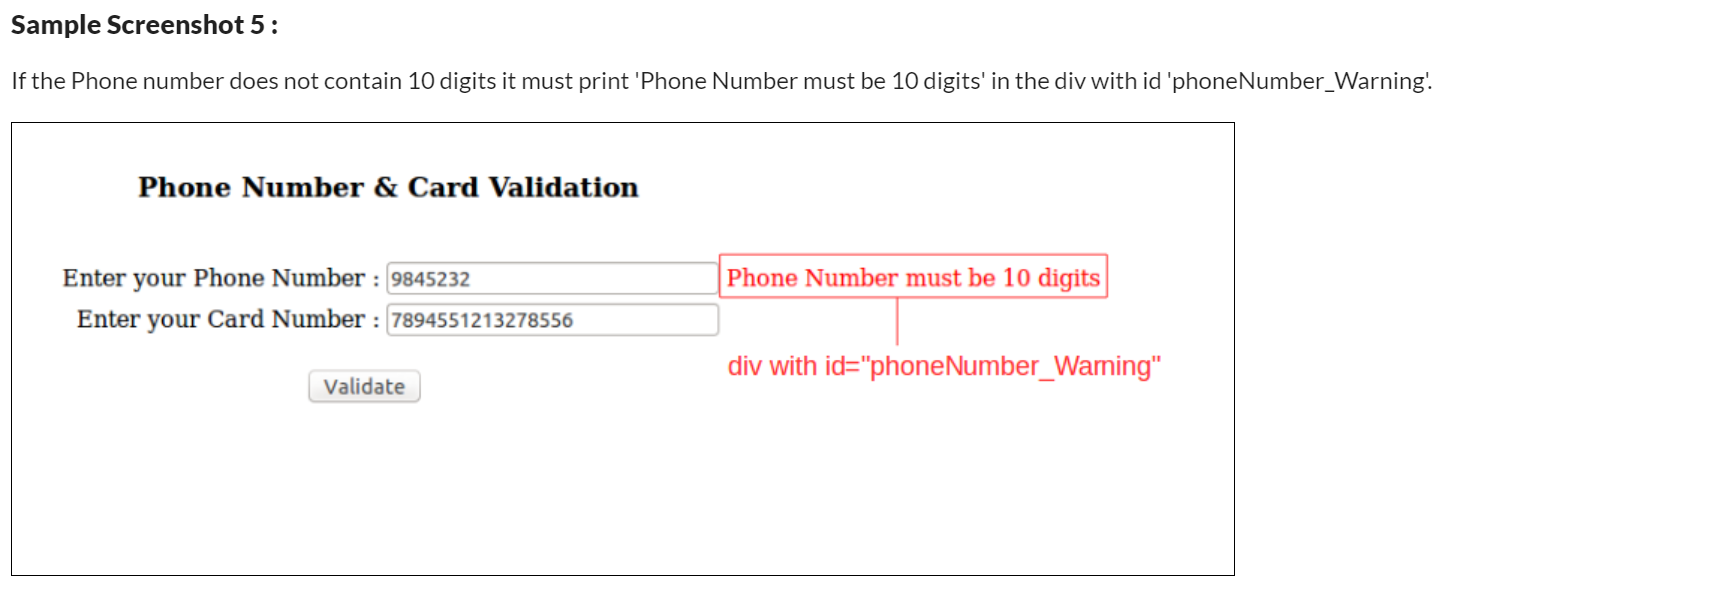 Sample Screenshot 5 :
If the Phone number does not contain 10 digits it must print 'Phone Number must be 10 digits' in the div with id 'phoneNumber_Warning'.
Phone Number & Card Validation
Enter your Phone Number : 9845232 Phone Number must be 10 digits
Enter your Card Number : 7894551213278556
div with id="phoneNumber_Warning"
Validate